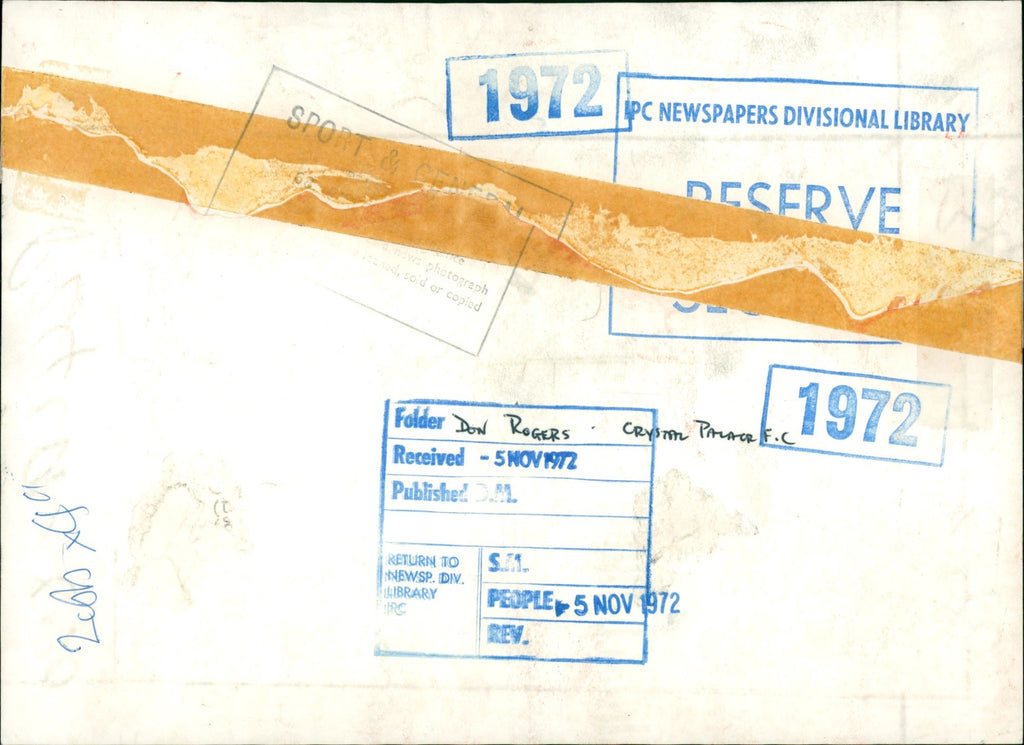 1972
IPC NEWSPAPERS DIVISIONAL LIBRARY
RESERVE
SPORT & GENERAL
news photograph
loaned, sold or copied
1972
Folder Don Rogers . Crystal Palace F.C
Received - 5 NOV 1972
Published D.M.
RETURN TO
NEWSP. DIV.
LIBRARY
IPC
S.M.
PEOPLE - 5 NOV 1972
REV.